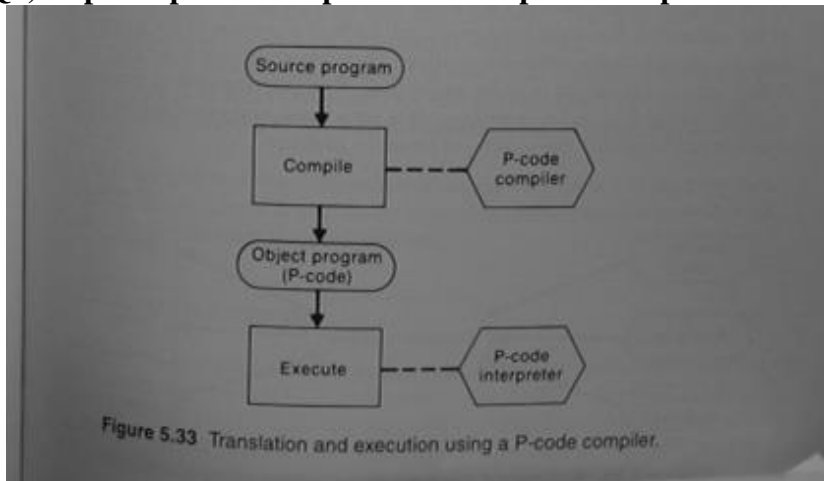 Source program
Compile
P-code
compiler
Object program
(P-code)
Execute
P-code
interpreter
Figure 5.33 Translation and execution using a P-code compiler.